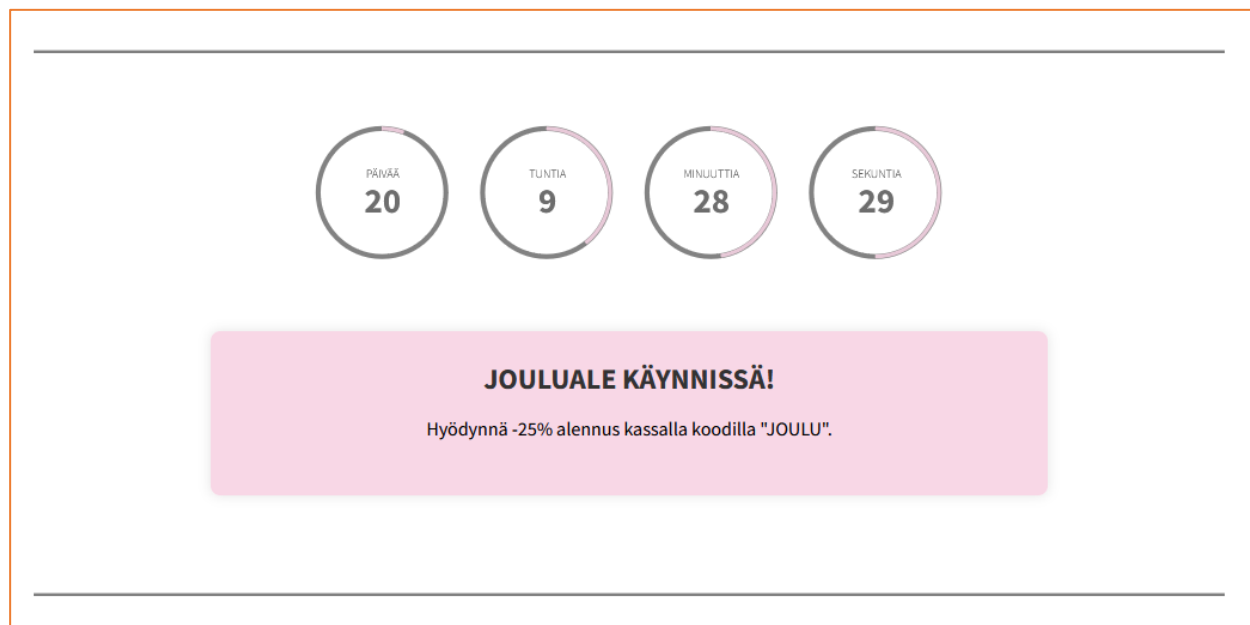 PÄIVÄÄ
20
TUNTIA
9
MINUUTTIA
28
SEKUNTIA
29
JOULUALE KÄYNNISSÄ!
Hyödynnä -25% alennus kassalla koodilla "JOULU".